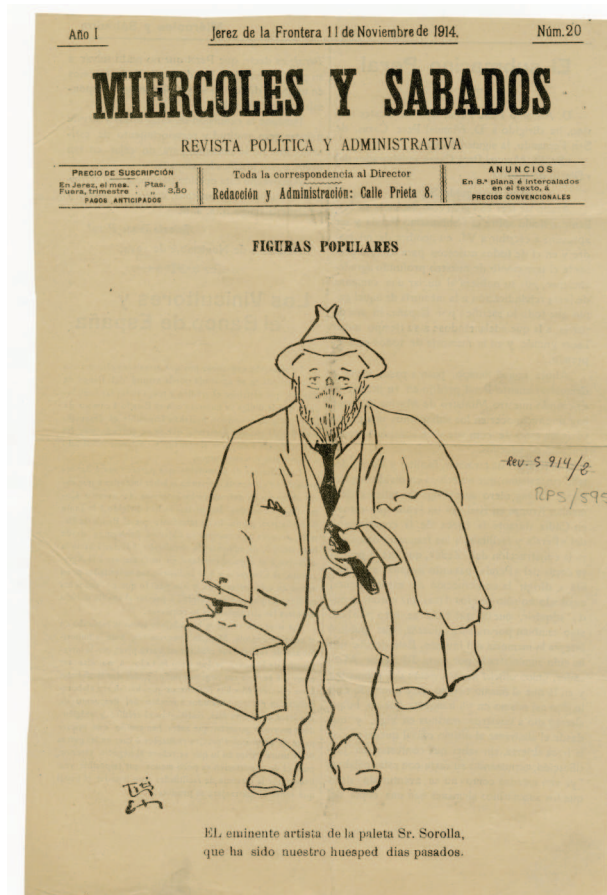 Año I Jerez de la Frontera 11 de Noviembre de 1914. Núm. 20
MIERCOLES Y SABADOS
REVISTA POLÍTICA Y ADMINISTRATIVA
PRECIO DE SUSCRIPCIÓN
En Jerez, el mes. . Ptas. 1
Fuera, trimestre . „ 3,50
PAGOS ANTICIPADOS
Toda la correspondencia al Director
Redacción y Administración: Calle Prieta 8.
ANUNCIOS
En 8.ª plana é intercalados
en el texto, á
PRECIOS CONVENCIONALES
FIGURAS POPULARES
Rev. S 914/2
RPS/595
EL eminente artista de la paleta Sr. Sorolla,
que ha sido nuestro huesped dias pasados.